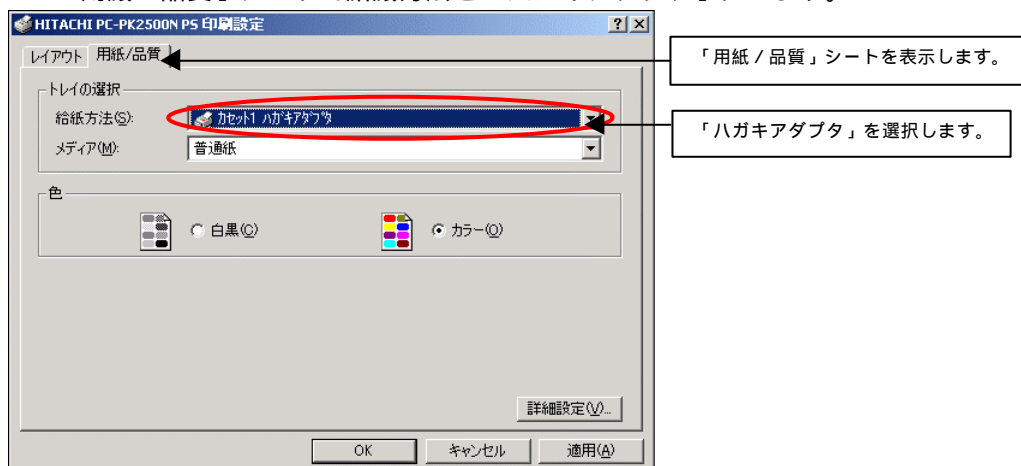 HITACHI PC-PK2500N PS 印刷設定
レイアウト 用紙/品質
「用紙/品質」シートを表示します。
トレイの選択
給紙方法(S): カセット1 ハガキアダプタ
「ハガキアダプタ」を選択します。
メディア(M): 普通紙
色
白黒(C) カラー(O)
詳細設定(V)...
OK キャンセル 適用(A)